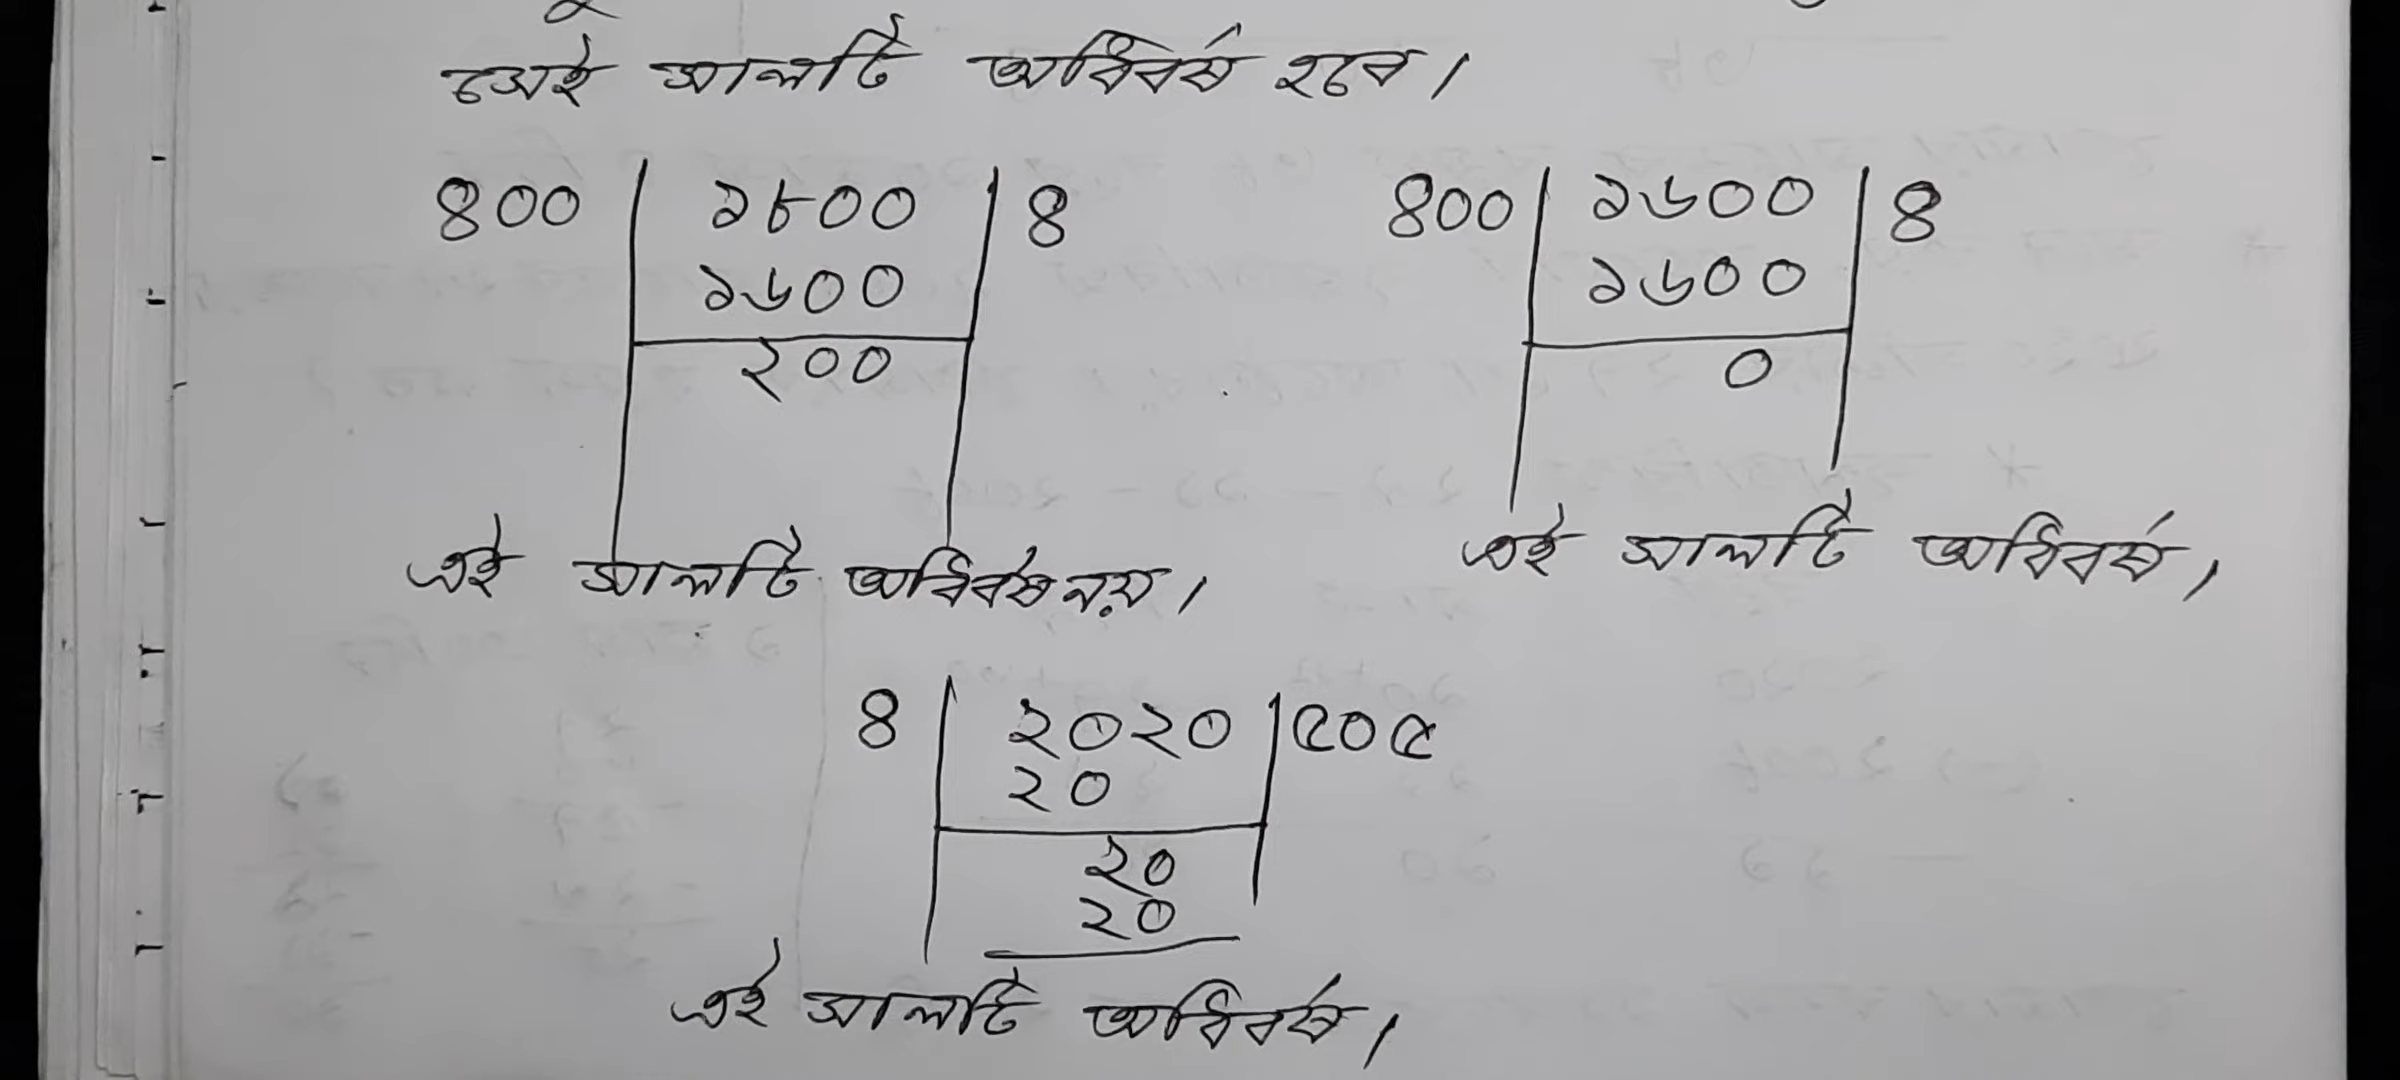 সেই সালটি অধিবর্ষ হবে।
৪০০ | ১৮০০ | ৪
১৬০০
২০০
৪০০ | ১৬০০ | ৪
১৬০০
০
এই সালটি অধিবর্ষ নয়।
এই সালটি অধিবর্ষ।
৪ | ২০২০ | ৫০৫
২০
২০
২০
এই সালটি অধিবর্ষ।